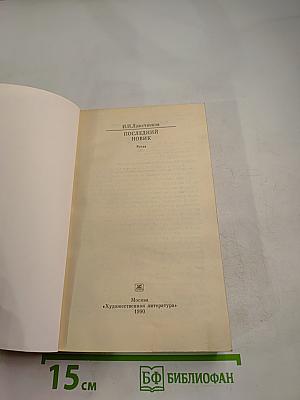 И.И.Лажечников
ПОСЛЕДНИЙ
НОВИК
Роман
Москва
«Художественная литература»
1990
15 см
БФ БИБЛИОФАН